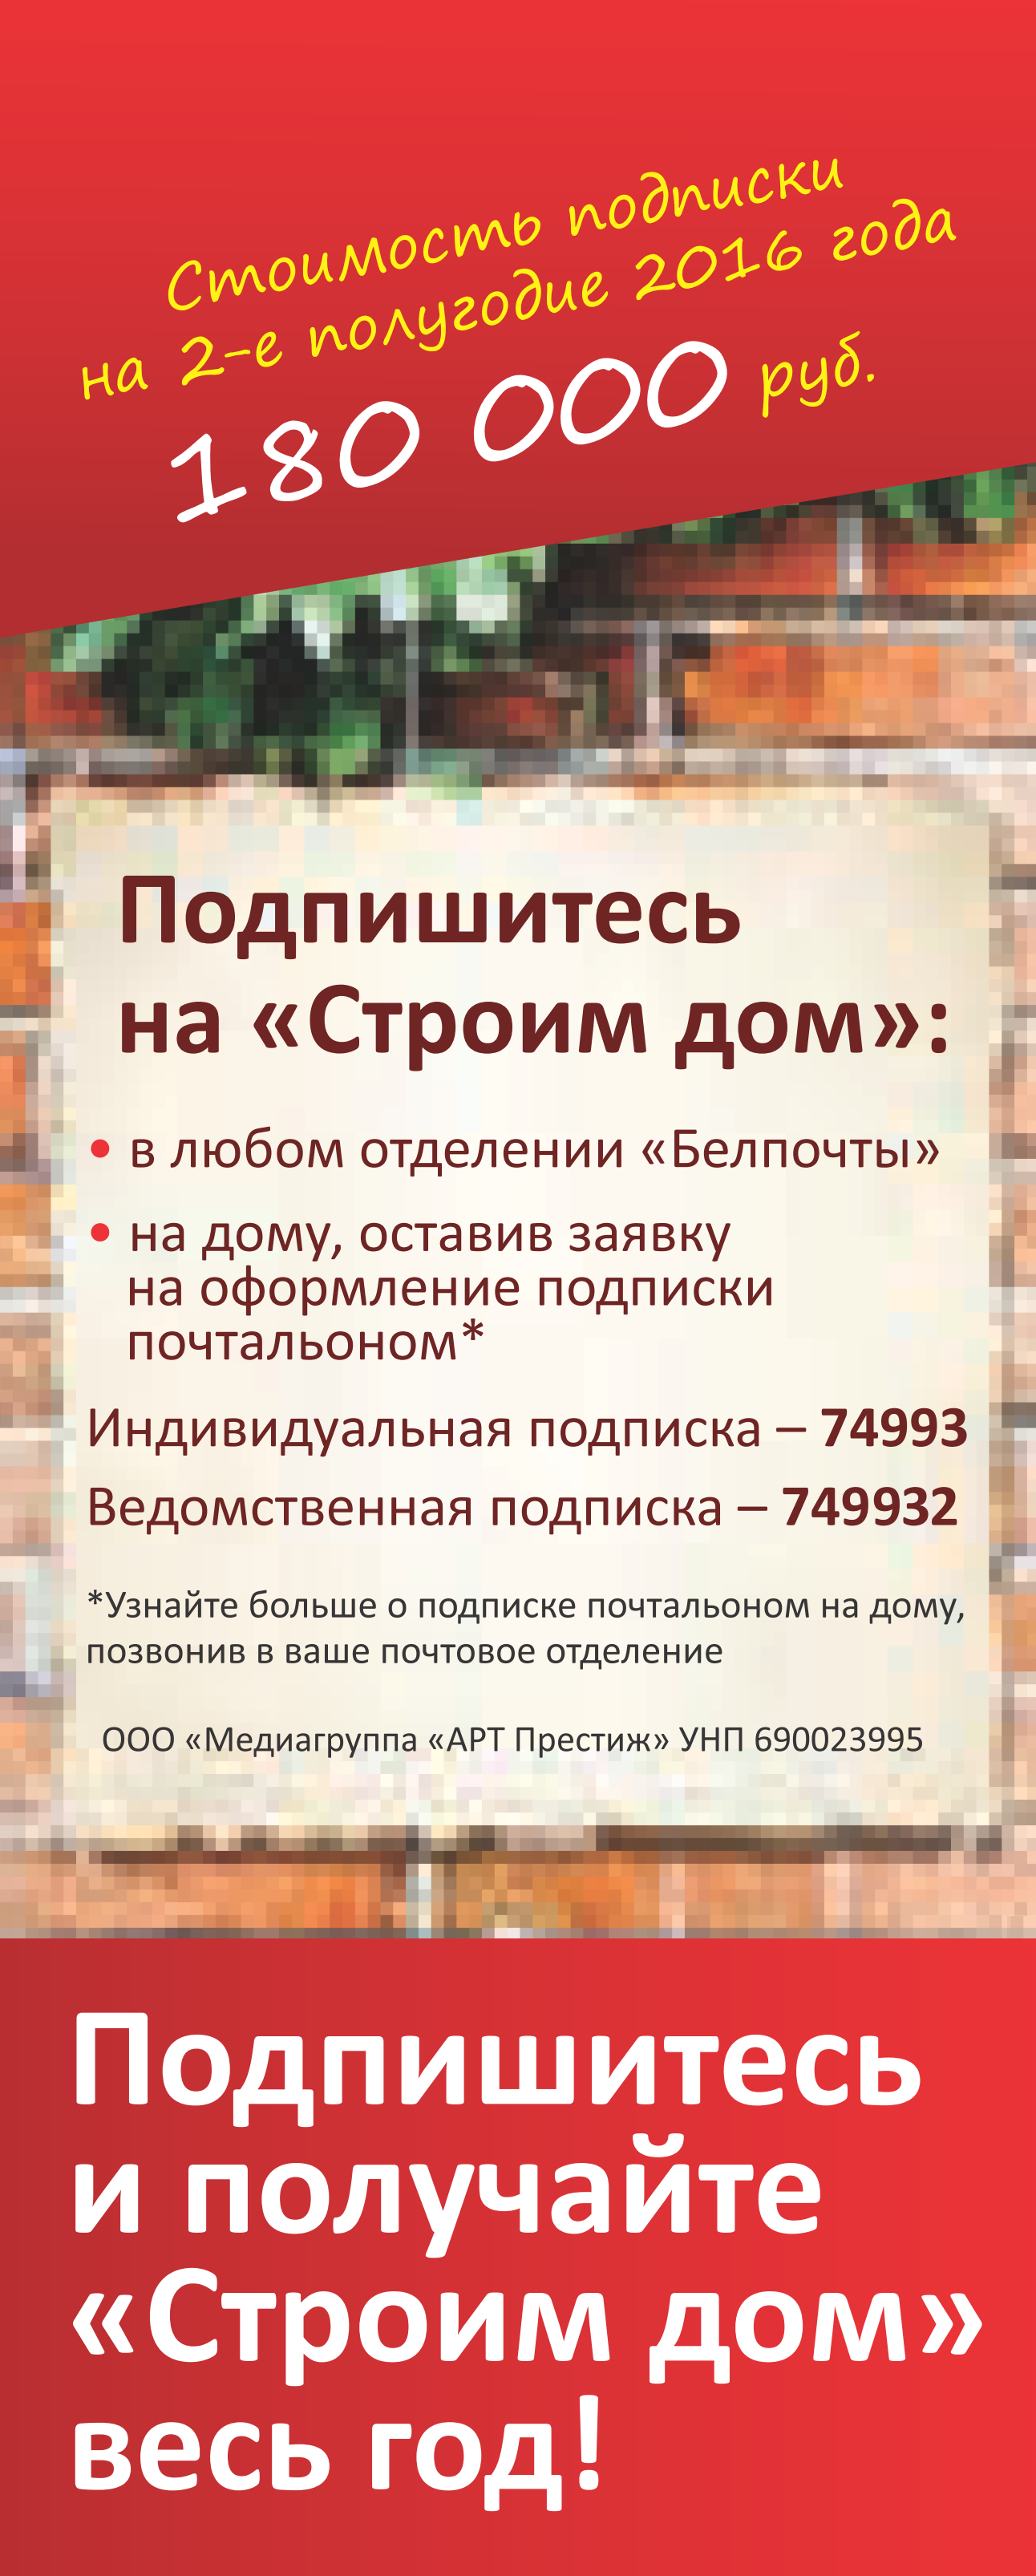 Стоимость подписки
на 2-е полугодие 2016 года
180 000 руб.
Подпишитесь
на «Строим дом»:
• в любом отделении «Белпочты»
• на дому, оставив заявку
на оформление подписки
почтальоном*
Индивидуальная подписка – 74993
Ведомственная подписка – 749932
*Узнайте больше о подписке почтальоном на дому,
позвонив в ваше почтовое отделение
ООО «Медиагруппа «АРТ Престиж» УНП 690023995
Подпишитесь
и получайте
«Строим дом»
весь год!